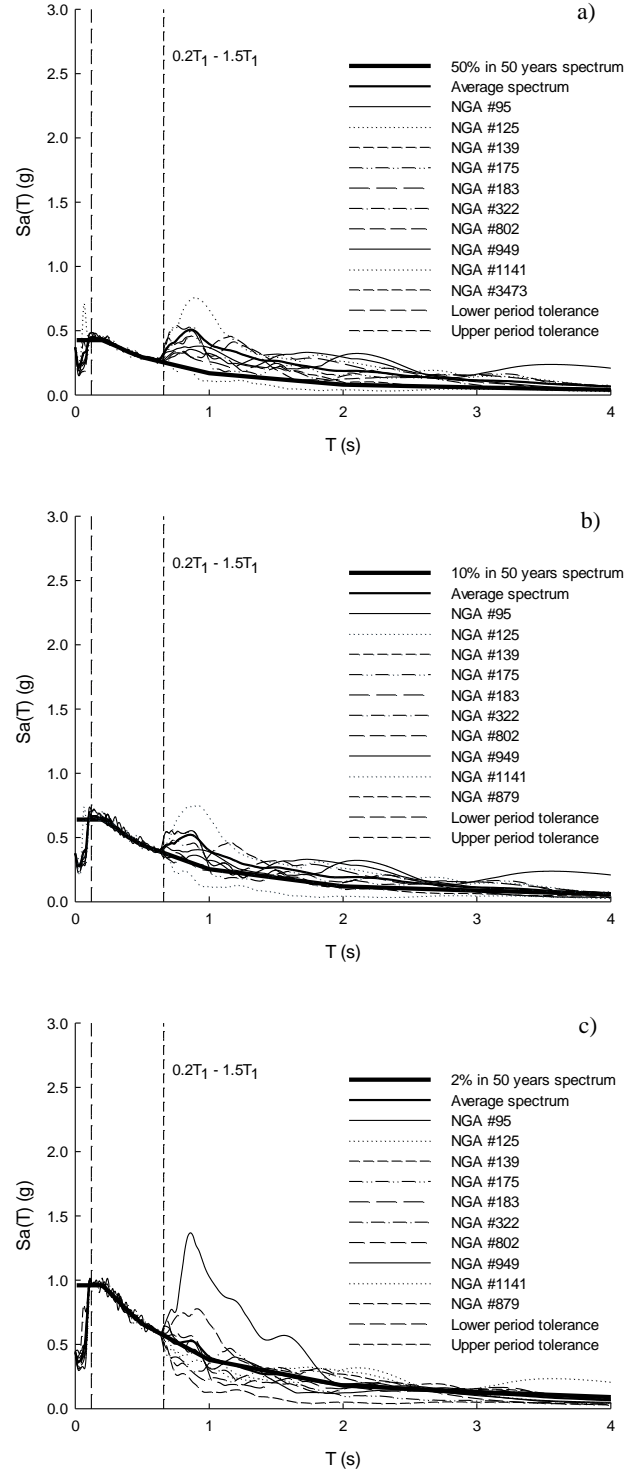 a)
3.0
2.5
2.0
1.5
1.0
0.5
0.0
Sa(T) (g)
0.2T1 - 1.5T1
50% in 50 years spectrum
Average spectrum
NGA #95
NGA #125
NGA #139
NGA #175
NGA #183
NGA #322
NGA #802
NGA #949
NGA #1141
NGA #3473
Lower period tolerance
Upper period tolerance
0 1 2 3 4
T (s)
b)
3.0
2.5
2.0
1.5
1.0
0.5
0.0
Sa(T) (g)
0.2T1 - 1.5T1
10% in 50 years spectrum
Average spectrum
NGA #95
NGA #125
NGA #139
NGA #175
NGA #183
NGA #322
NGA #802
NGA #949
NGA #1141
NGA #879
Lower period tolerance
Upper period tolerance
0 1 2 3 4
T (s)
c)
3.0
2.5
2.0
1.5
1.0
0.5
0.0
Sa(T) (g)
0.2T1 - 1.5T1
2% in 50 years spectrum
Average spectrum
NGA #95
NGA #125
NGA #139
NGA #175
NGA #183
NGA #322
NGA #802
NGA #949
NGA #1141
NGA #879
Lower period tolerance
Upper period tolerance
0 1 2 3 4
T (s)